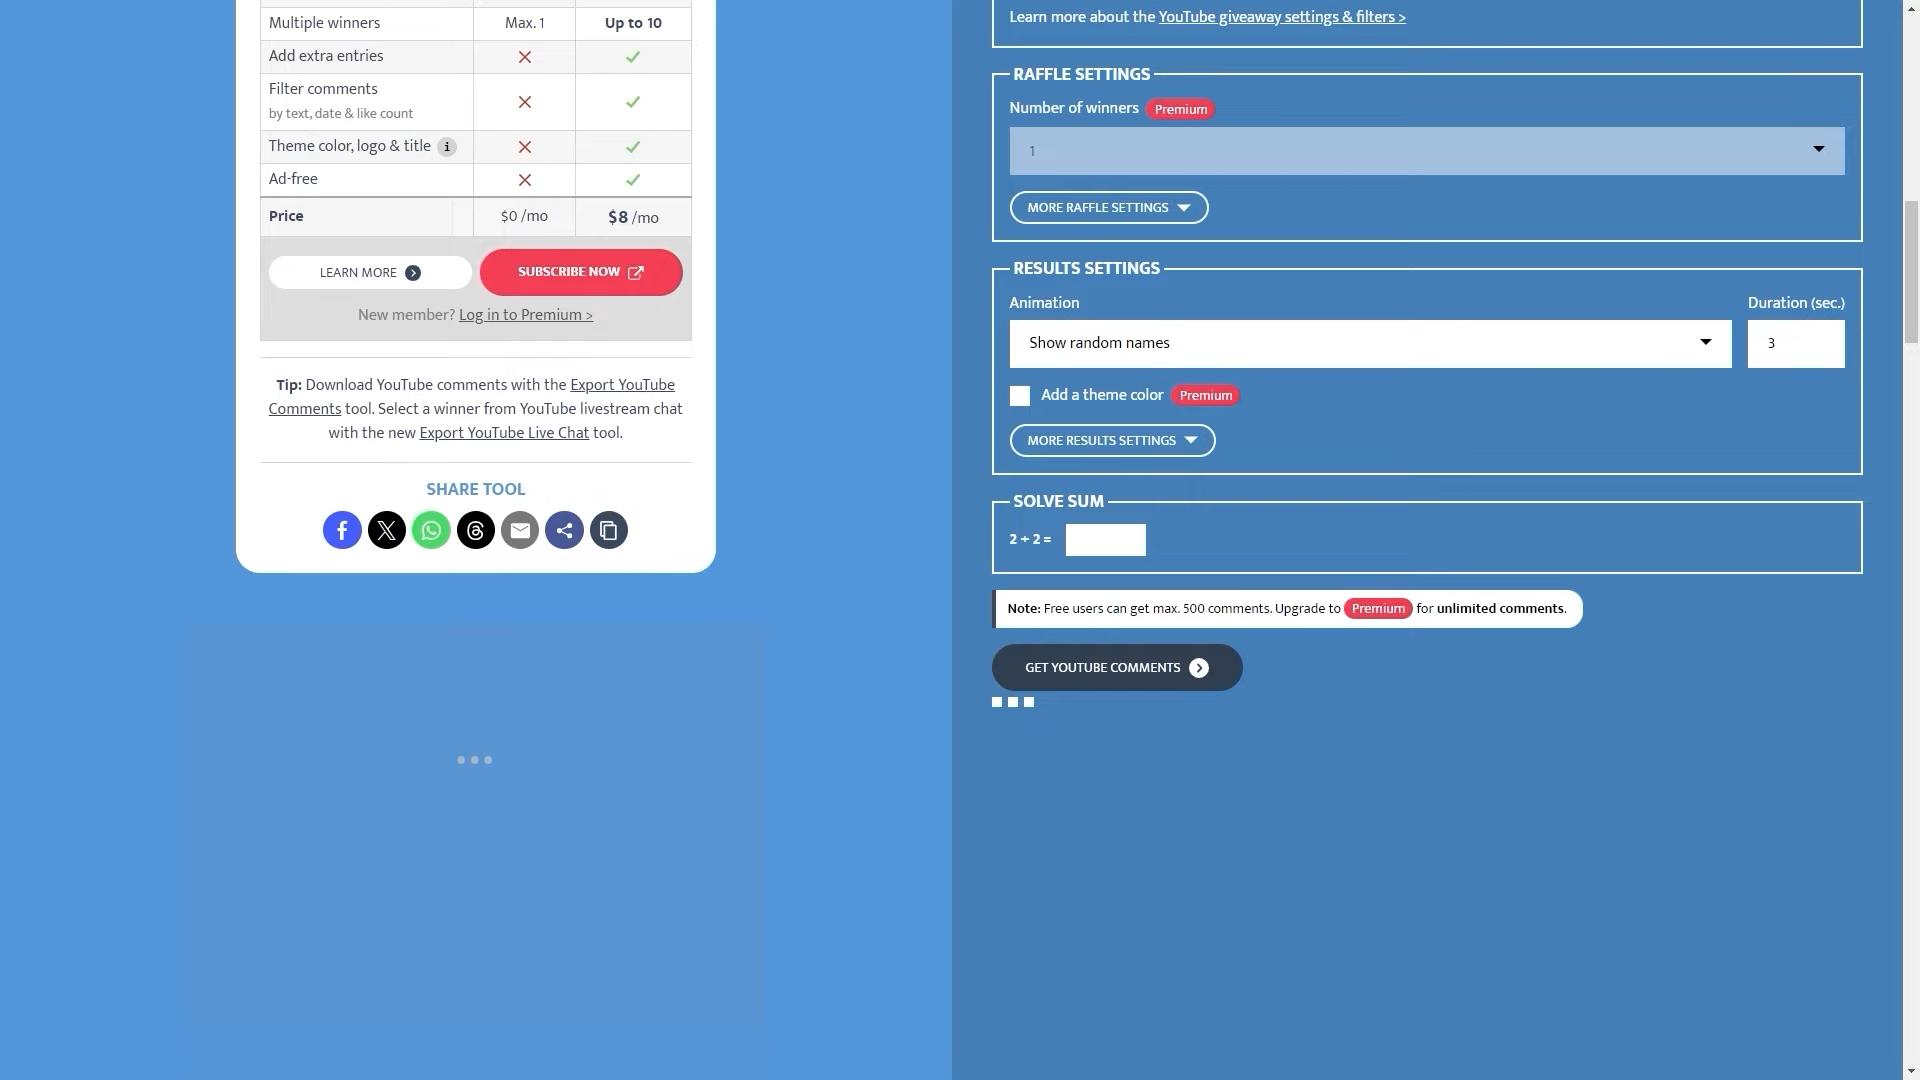 Multiple winners Max. 1 Up to 10
Add extra entries
Filter comments
by text, date & like count
Theme color, logo & title i
Ad-free
Price $0 /mo $8 /mo
LEARN MORE SUBSCRIBE NOW
New member? Log in to Premium >
Tip: Download YouTube comments with the Export YouTube
Comments tool. Select a winner from YouTube livestream chat
with the new Export YouTube Live Chat tool.
SHARE TOOL
Learn more about the YouTube giveaway settings & filters >
RAFFLE SETTINGS
Number of winners Premium
1
MORE RAFFLE SETTINGS
RESULTS SETTINGS
Animation Duration (sec.)
Show random names 3
Add a theme color Premium
MORE RESULTS SETTINGS
SOLVE SUM
2 + 2 =
Note: Free users can get max. 500 comments. Upgrade to Premium for unlimited comments.
GET YOUTUBE COMMENTS